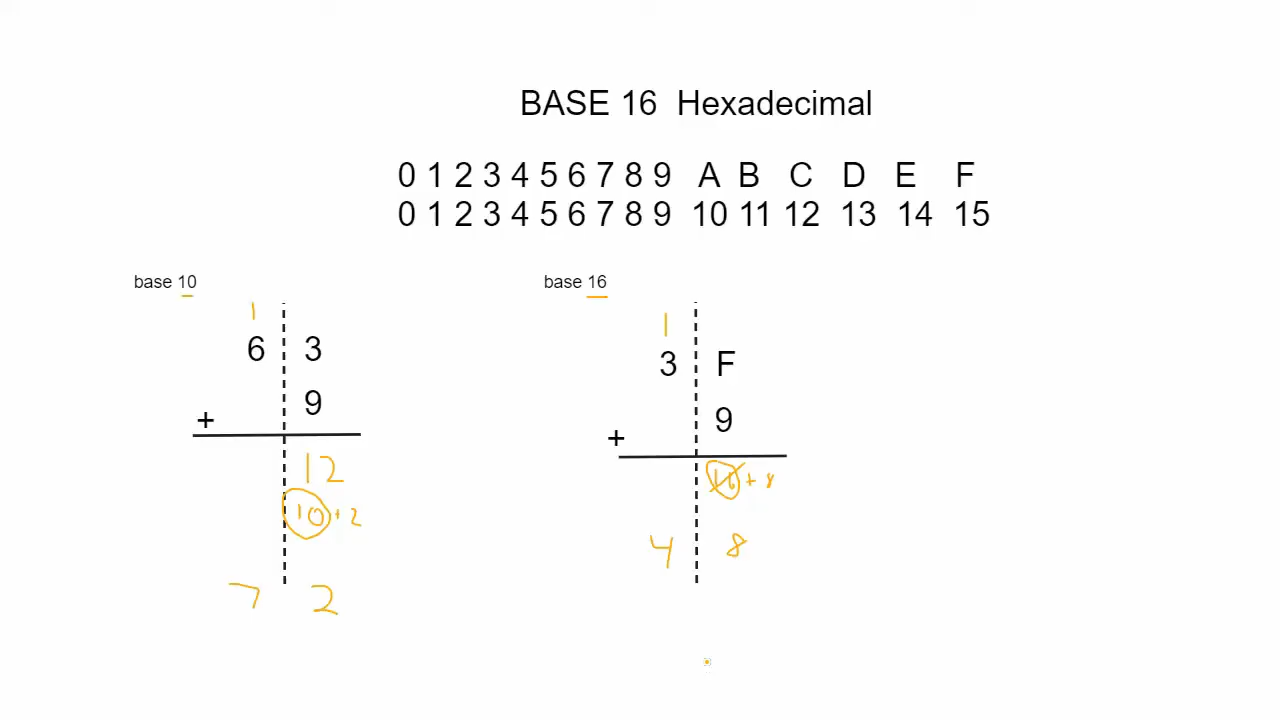 BASE 16 Hexadecimal
0 1 2 3 4 5 6 7 8 9 A B C D E F
0 1 2 3 4 5 6 7 8 9 10 11 12 13 14 15
base 10
1
6 3
9
+
12
10 + 2
7 2
base 16
1
3 F
9
+
16 + 8
4 8